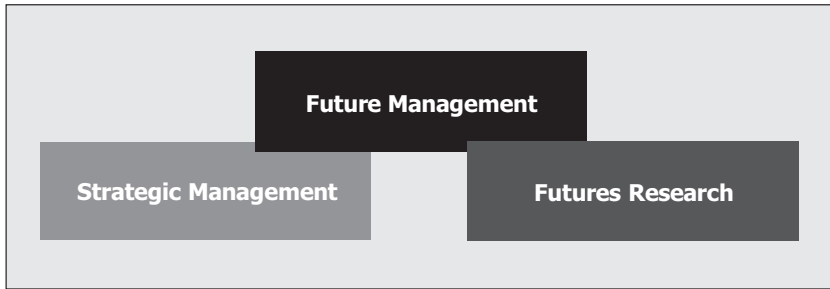 Future Management
Strategic Management
Futures Research